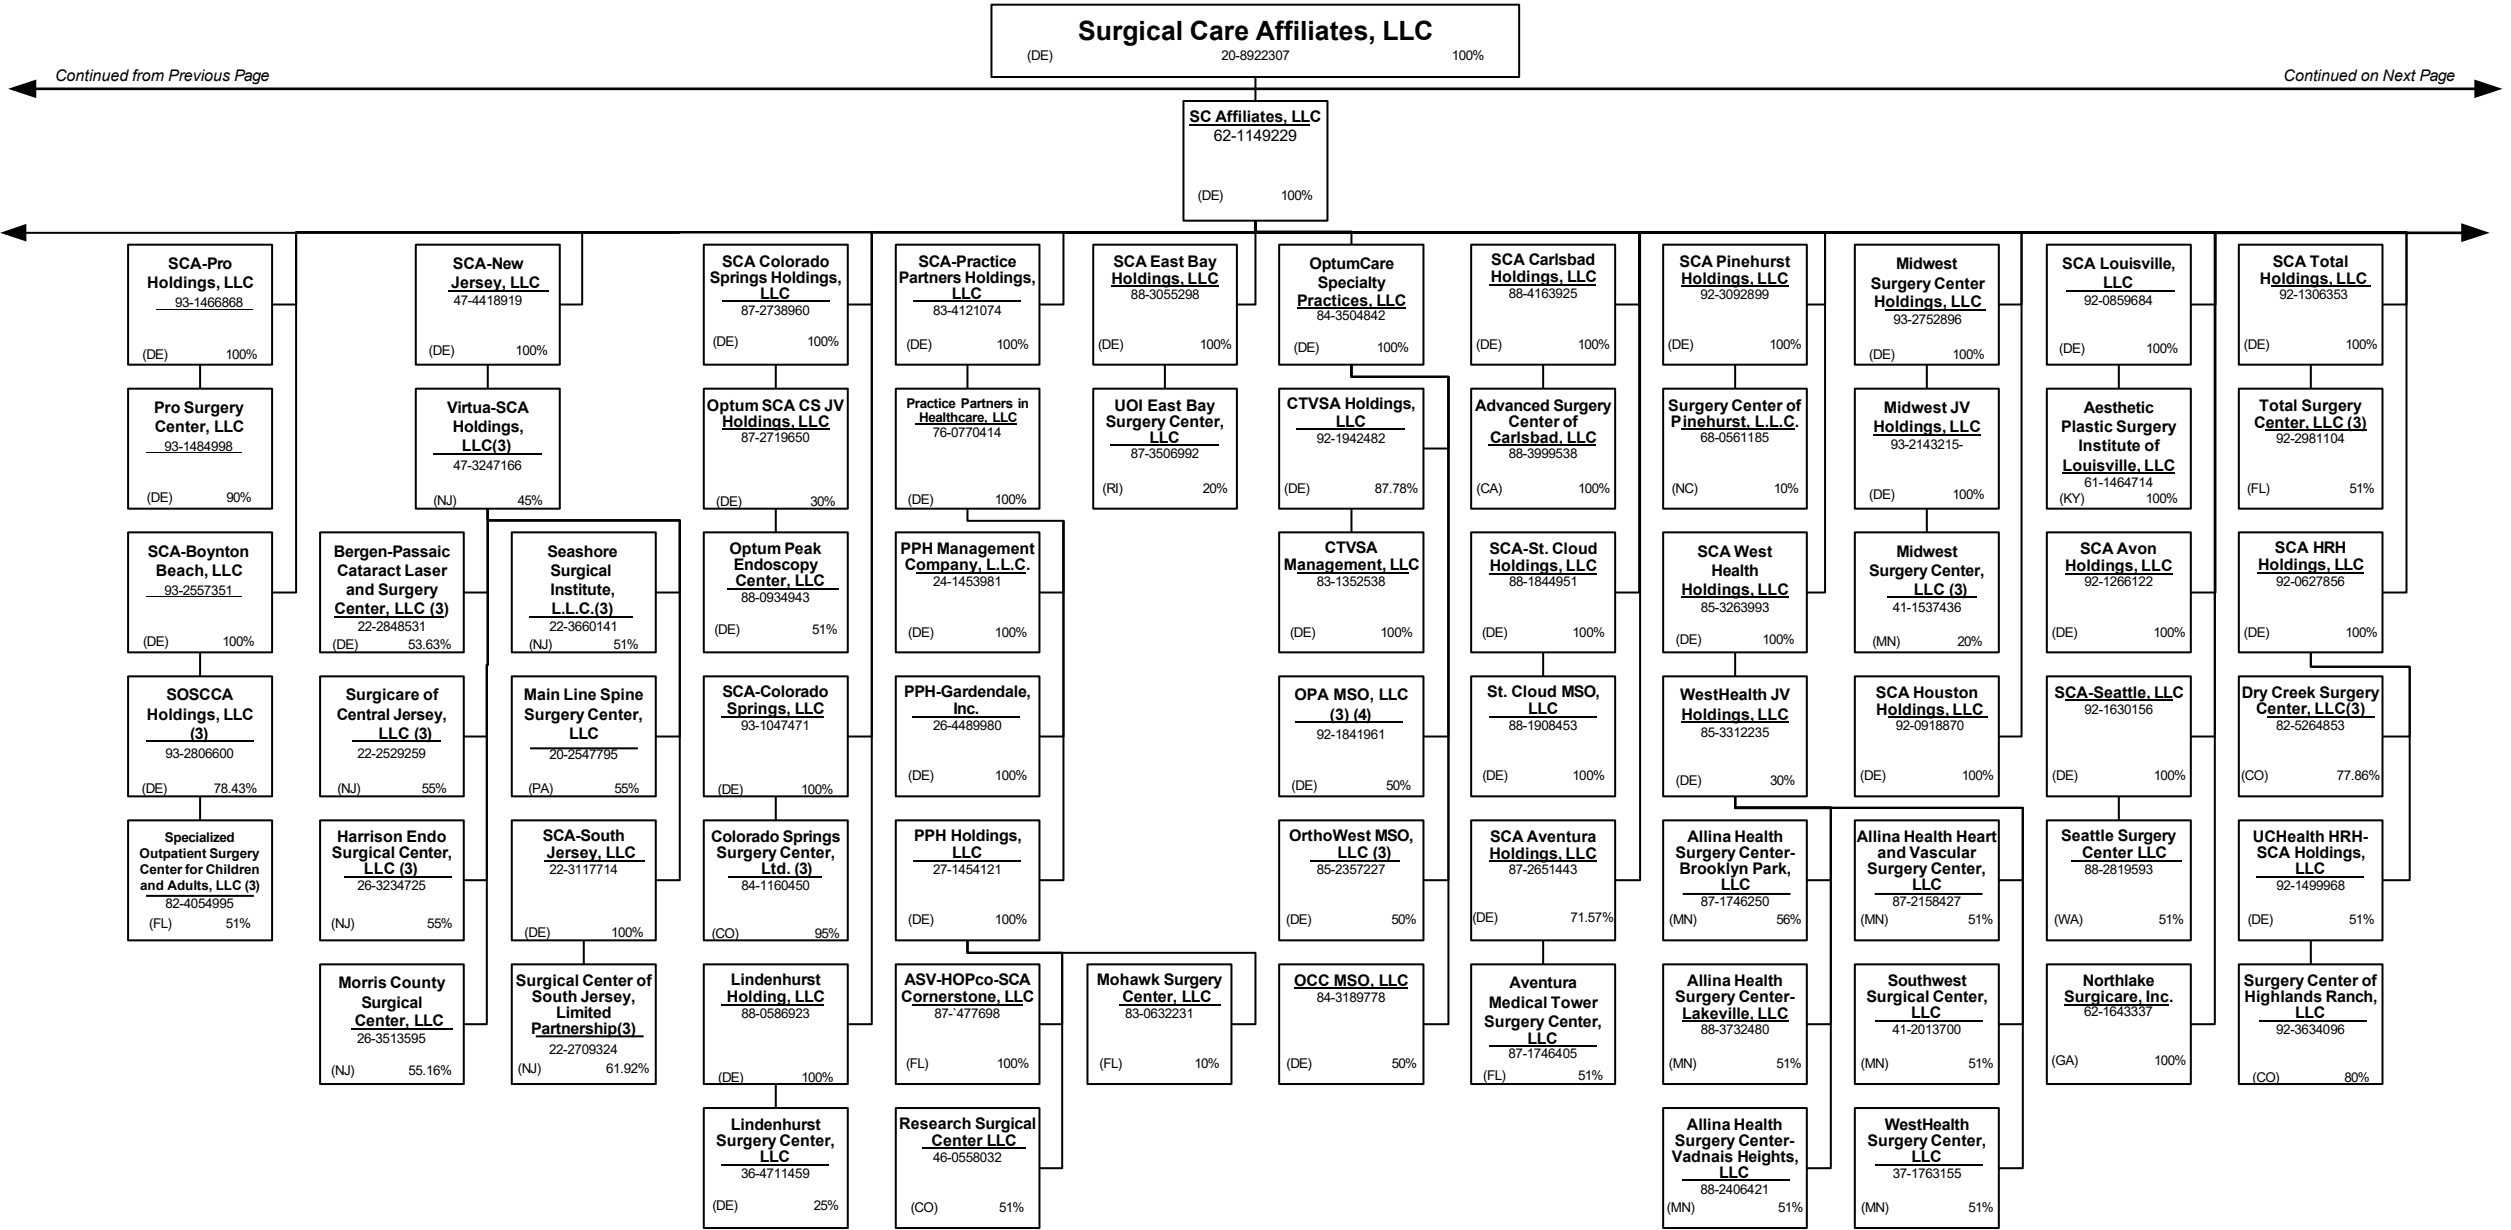 Surgical Care Affiliates, LLC
(DE) 20-8922307 100%
Continued from Previous Page
Continued on Next Page
SC Affiliates, LLC
62-1149229
(DE) 100%
SCA-Pro
Holdings, LLC
93-1466868
(DE) 100%
SCA-New
Jersey, LLC
47-4418919
(DE) 100%
SCA Colorado
Springs Holdings,
LLC
87-2738960
(DE) 100%
SCA-Practice
Partners Holdings,
LLC
83-4121074
(DE) 100%
SCA East Bay
Holdings, LLC
88-3055298
(DE) 100%
OptumCare
Specialty
Practices, LLC
84-3504842
(DE) 100%
SCA Carlsbad
Holdings, LLC
88-4163925
(DE) 100%
SCA Pinehurst
Holdings, LLC
92-3092899
(DE) 100%
Midwest
Surgery Center
Holdings, LLC
93-2752896
(DE) 100%
SCA Louisville,
LLC
92-0859684
(DE) 100%
SCA Total
Holdings, LLC
92-1306353
(DE) 100%
Pro Surgery
Center, LLC
93-1484998
(DE) 90%
Virtua-SCA
Holdings,
LLC(3)
47-3247166
(NJ) 45%
Optum SCA CS JV
Holdings, LLC
87-2719650
(DE) 30%
Practice Partners in
Healthcare, LLC
76-0770414
(DE) 100%
UOI East Bay
Surgery Center,
LLC
87-3506992
(RI) 20%
CTVSA Holdings,
LLC
92-1942482
(DE) 87.78%
Advanced Surgery
Center of
Carlsbad, LLC
88-3999538
(CA) 100%
Surgery Center of
Pinehurst, L.L.C.
68-0561185
(NC) 10%
Midwest JV
Holdings, LLC
93-2143215-
(DE) 100%
Aesthetic
Plastic Surgery
Institute of
Louisville, LLC
61-1464714
(KY) 100%
Total Surgery
Center, LLC (3)
92-2981104
(FL) 51%
SCA-Boynton
Beach, LLC
93-2557351
(DE) 100%
Bergen-Passaic
Cataract Laser
and Surgery
Center, LLC (3)
22-2848531
(DE) 53.63%
Seashore
Surgical
Institute,
L.L.C.(3)
22-3660141
(NJ) 51%
Optum Peak
Endoscopy
Center, LLC
88-0934943
(DE) 51%
PPH Management
Company, L.L.C.
24-1453981
(DE) 100%
CTVSA
Management, LLC
83-1352538
(DE) 100%
SCA-St. Cloud
Holdings, LLC
88-1844951
(DE) 100%
SCA West
Health
Holdings, LLC
85-3263993
(DE) 100%
Midwest
Surgery Center,
LLC (3)
41-1537436
(MN) 20%
SCA Avon
Holdings, LLC
92-1266122
(DE) 100%
SCA HRH
Holdings, LLC
92-0627856
(DE) 100%
SOSCCA
Holdings, LLC
(3)
93-2806600
(DE) 78.43%
Surgicare of
Central Jersey,
LLC (3)
22-2529259
(NJ) 55%
Main Line Spine
Surgery Center,
LLC
20-2547795
(PA) 55%
SCA-Colorado
Springs, LLC
93-1047471
(DE) 100%
PPH-Gardendale,
Inc.
26-4489980
(DE) 100%
OPA MSO, LLC
(3) (4)
92-1841961
(DE) 50%
St. Cloud MSO,
LLC
88-1908453
(DE) 100%
WestHealth JV
Holdings, LLC
85-3312235
(DE) 30%
SCA Houston
Holdings, LLC
92-0918870
(DE) 100%
SCA-Seattle, LLC
92-1630156
(DE) 100%
Dry Creek Surgery
Center, LLC(3)
82-5264853
(CO) 77.86%
Specialized
Outpatient Surgery
Center for Children
and Adults, LLC (3)
82-4054995
(FL) 51%
Harrison Endo
Surgical Center,
LLC (3)
26-3234725
(NJ) 55%
SCA-South
Jersey, LLC
22-3117714
(DE) 100%
Colorado Springs
Surgery Center,
Ltd. (3)
84-1160450
(CO) 95%
PPH Holdings,
LLC
27-1454121
(DE) 100%
OrthoWest MSO,
LLC (3)
85-2357227
(DE) 50%
SCA Aventura
Holdings, LLC
87-2651443
(DE) 71.57%
Allina Health
Surgery Center-
Brooklyn Park,
LLC
87-1746250
(MN) 56%
Allina Health Heart
and Vascular
Surgery Center,
LLC
87-2158427
(MN) 51%
Seattle Surgery
Center LLC
88-2819593
(WA) 51%
UCHealth HRH-
SCA Holdings,
LLC
92-1499968
(DE) 51%
Morris County
Surgical
Center, LLC
26-3513595
(NJ) 55.16%
Surgical Center of
South Jersey,
Limited
Partnership(3)
22-2709324
(NJ) 61.92%
Lindenhurst
Holding, LLC
88-0586923
(DE) 100%
ASV-HOPco-SCA
Cornerstone, LLC
87-`477698
(FL) 100%
Mohawk Surgery
Center, LLC
83-0632231
(FL) 10%
OCC MSO, LLC
84-3189778
(DE) 50%
Aventura
Medical Tower
Surgery Center,
LLC
87-1746405
(FL) 51%
Allina Health
Surgery Center-
Lakeville, LLC
88-3732480
(MN) 51%
Southwest
Surgical Center,
LLC
41-2013700
(MN) 51%
Northlake
Surgicare, Inc.
62-1643337
(GA) 100%
Surgery Center of
Highlands Ranch,
LLC
92-3634096
(CO) 80%
Lindenhurst
Surgery Center,
LLC
36-4711459
(DE) 25%
Research Surgical
Center LLC
46-0558032
(CO) 51%
Allina Health
Surgery Center-
Vadnais Heights,
LLC
88-2406421
(MN) 51%
WestHealth
Surgery Center,
LLC
37-1763155
(MN) 51%